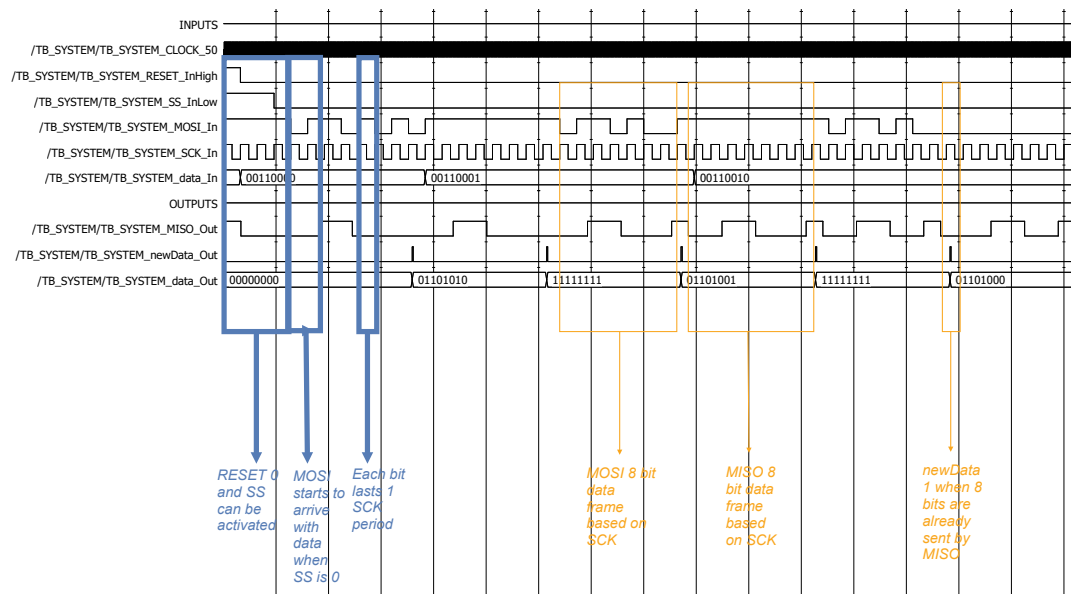 INPUTS
/TB_SYSTEM/TB_SYSTEM_CLOCK_50
/TB_SYSTEM/TB_SYSTEM_RESET_InHigh
/TB_SYSTEM/TB_SYSTEM_SS_InLow
/TB_SYSTEM/TB_SYSTEM_MOSI_In
/TB_SYSTEM/TB_SYSTEM_SCK_In
/TB_SYSTEM/TB_SYSTEM_data_In
00110000
00110001
00110010
OUTPUTS
/TB_SYSTEM/TB_SYSTEM_MISO_Out
/TB_SYSTEM/TB_SYSTEM_newData_Out
/TB_SYSTEM/TB_SYSTEM_data_Out
00000000
01101010
11111111
01101001
11111111
01101000
RESET 0
and SS
can be
activated
MOSI
starts to
arrive
with
data
when
SS is 0
Each bit
lasts 1
SCK
period
MOSI 8 bit
data
frame
based on
SCK
MISO 8
bit data
frame
based
on SCK
newData
1 when 8
bits are
already
sent by
MISO